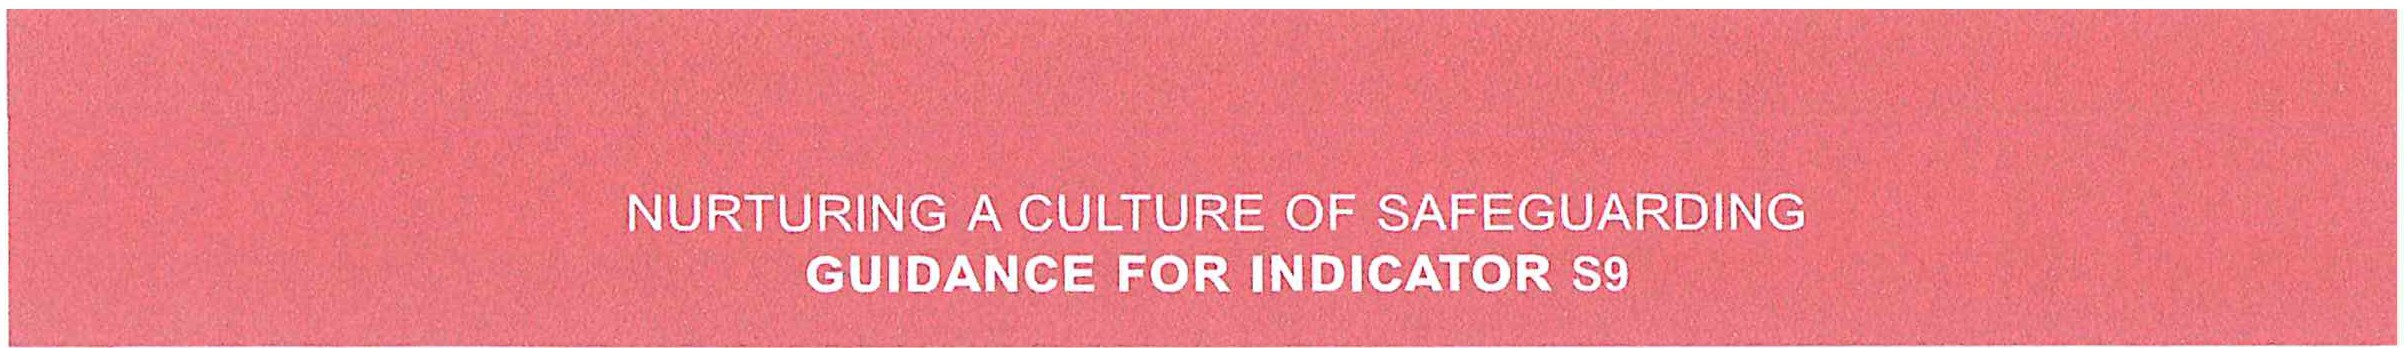 NURTURING A CULTURE OF SAFEGUARDING
GUIDANCE FOR INDICATOR S9